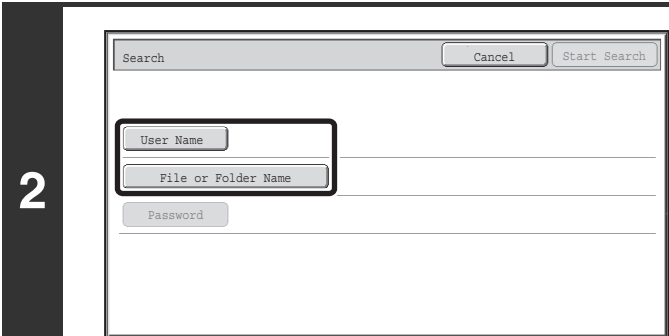 2
Search Cancel Start Search
User Name
File or Folder Name
Password